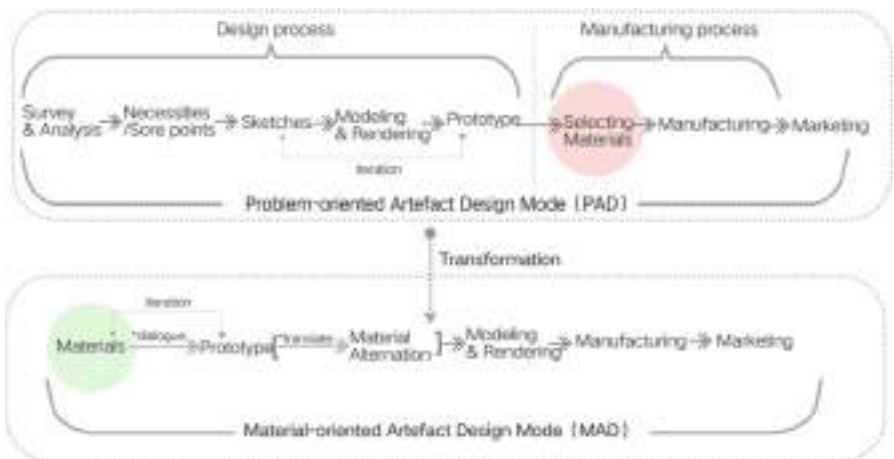 Design process
Manufacturing process
Survey
& Analysis
Necessities
/Sore points
Sketches
Modeling
& Rendering
Prototype
Selecting
Materials
Manufacturing
Marketing
Iteration
Problem-oriented Artefact Design Mode (PAD)
Transformation
Iteration
Materials
dialogue
Prototype
translate
Material
Alternation
Modeling
& Rendering
Manufacturing
Marketing
Material-oriented Artefact Design Mode (MAD)